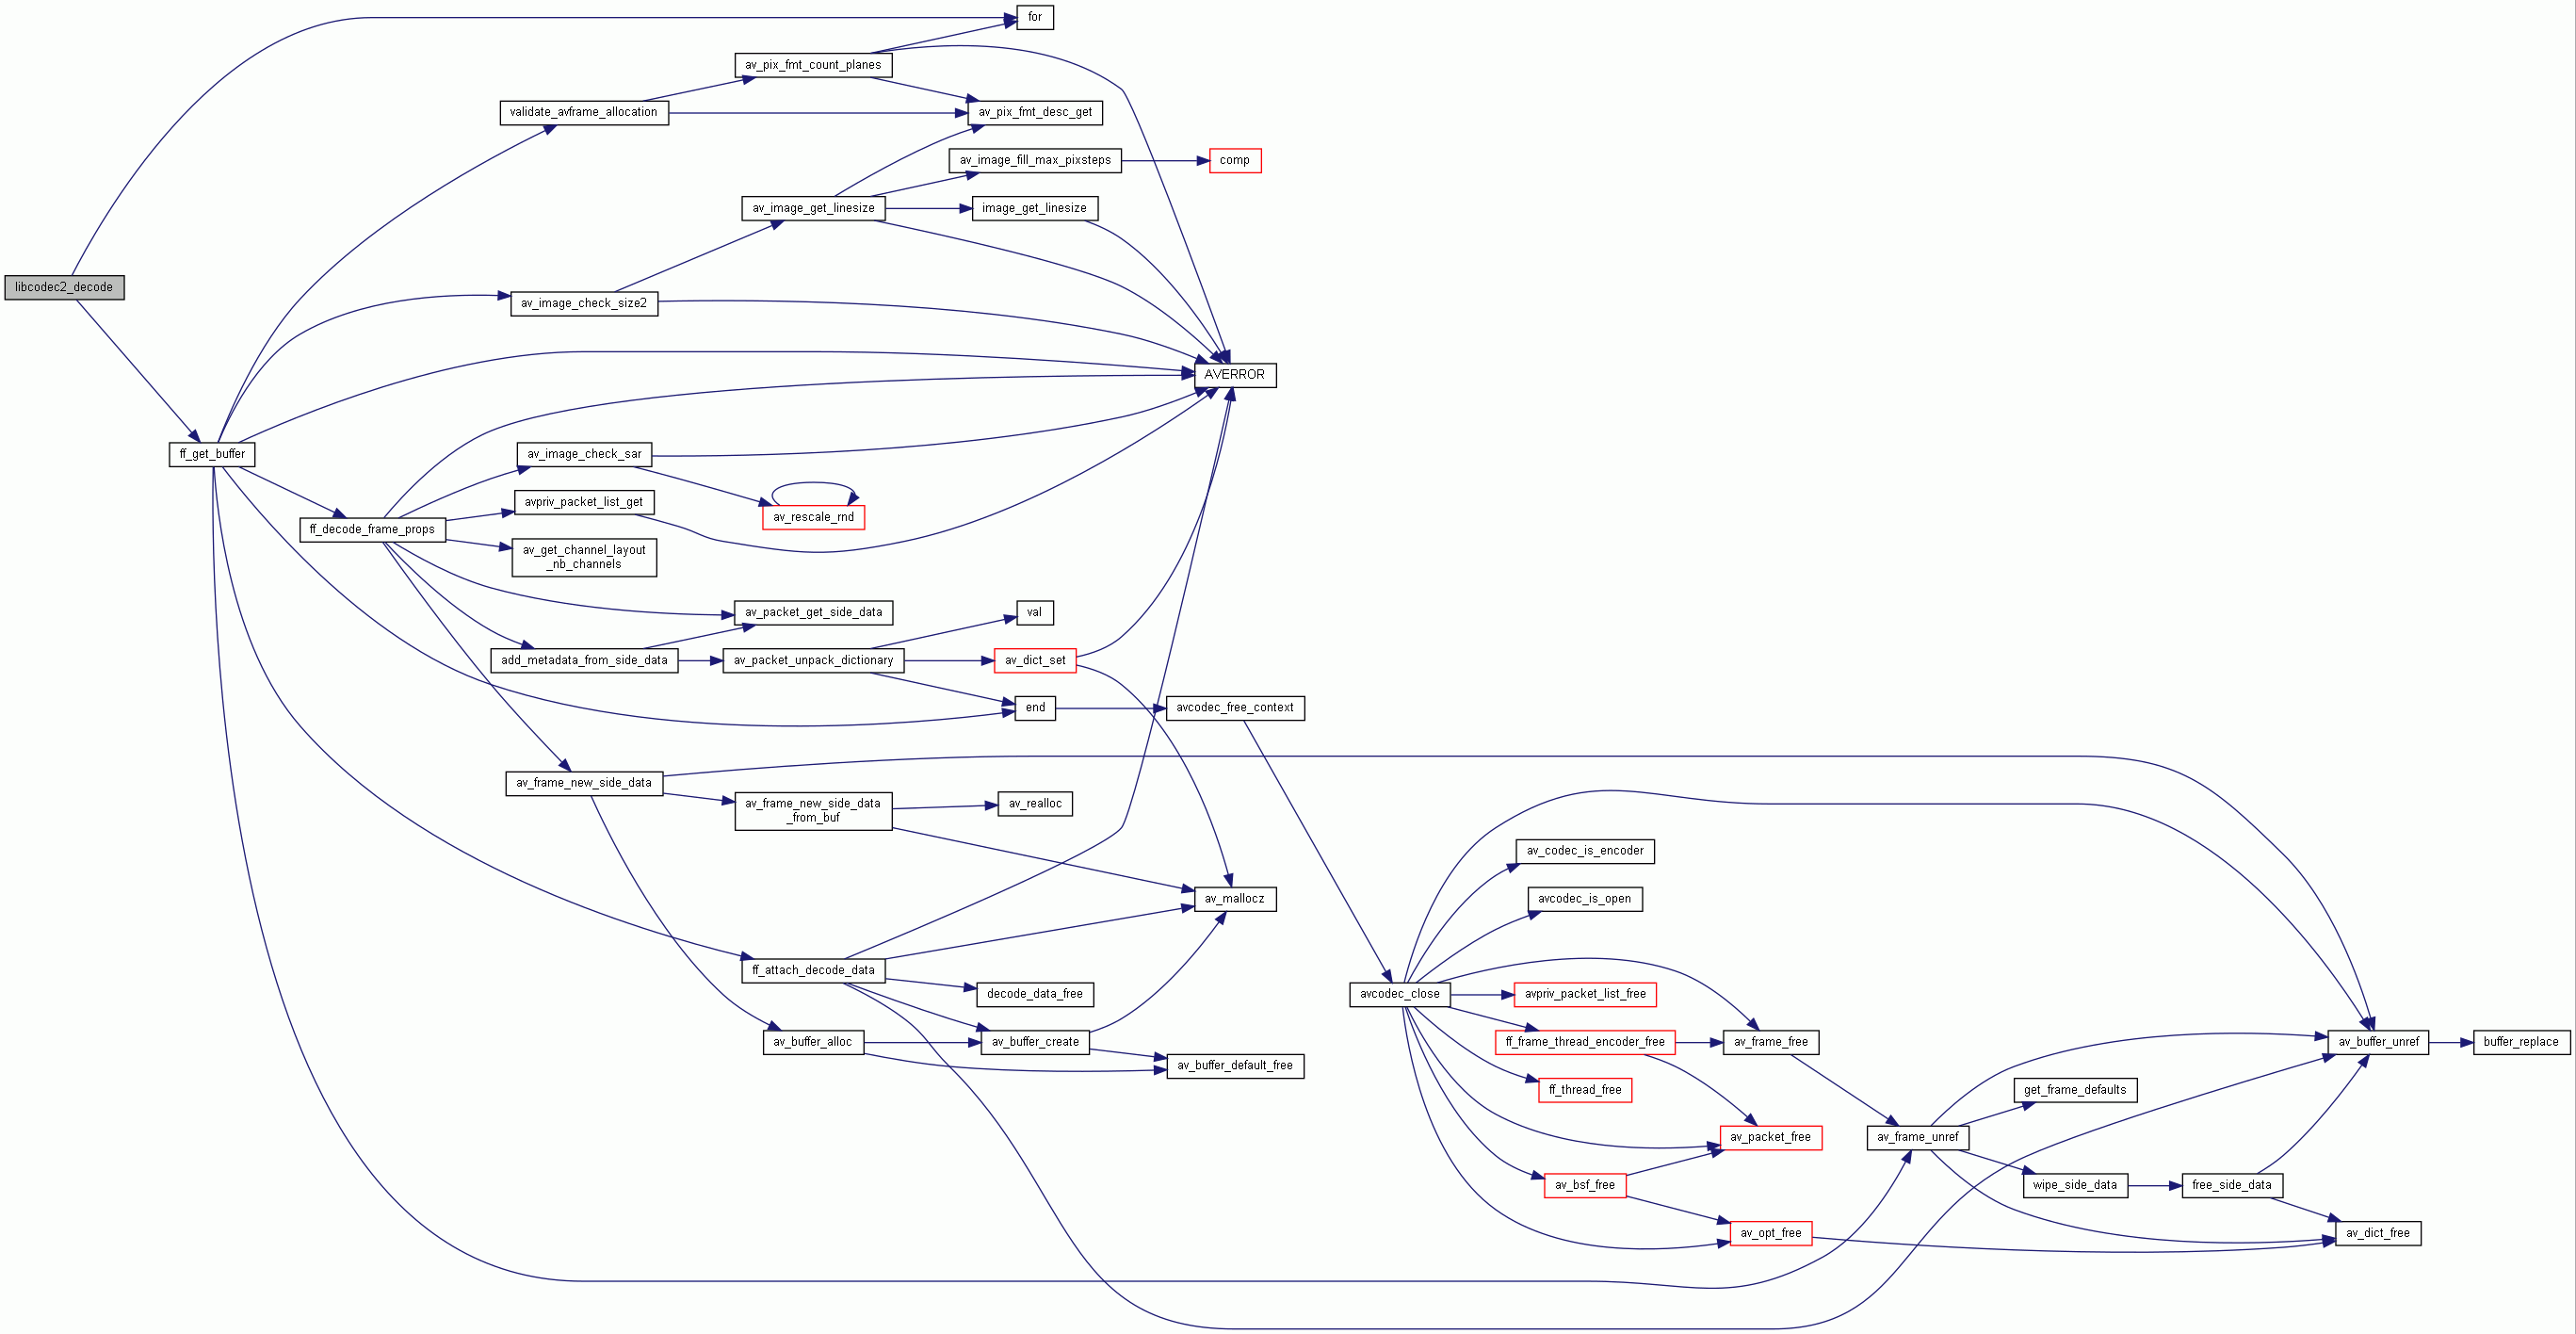 for
av_pix_fmt_count_planes
validate_avframe_allocation
av_pix_fmt_desc_get
av_image_fill_max_pixsteps
comp
av_image_get_linesize
image_get_linesize
libcodec2_decode
av_image_check_size2
AVERROR
ff_get_buffer
av_image_check_sar
avpriv_packet_list_get
av_rescale_rnd
ff_decode_frame_props
av_get_channel_layout
_nb_channels
av_packet_get_side_data
val
add_metadata_from_side_data
av_packet_unpack_dictionary
av_dict_set
end
avcodec_free_context
av_frame_new_side_data
av_frame_new_side_data
_from_buf
av_realloc
av_codec_is_encoder
av_mallocz
avcodec_is_open
ff_attach_decode_data
decode_data_free
avcodec_close
avpriv_packet_list_free
av_buffer_alloc
av_buffer_create
ff_frame_thread_encoder_free
av_frame_free
av_buffer_unref
buffer_replace
av_buffer_default_free
ff_thread_free
get_frame_defaults
av_packet_free
av_frame_unref
av_bsf_free
wipe_side_data
free_side_data
av_opt_free
av_dict_free